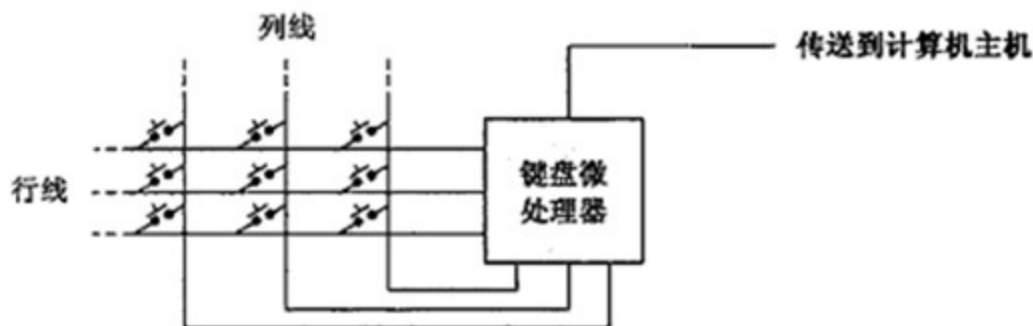 列线
传送到计算机主机
行线
键盘微
处理器